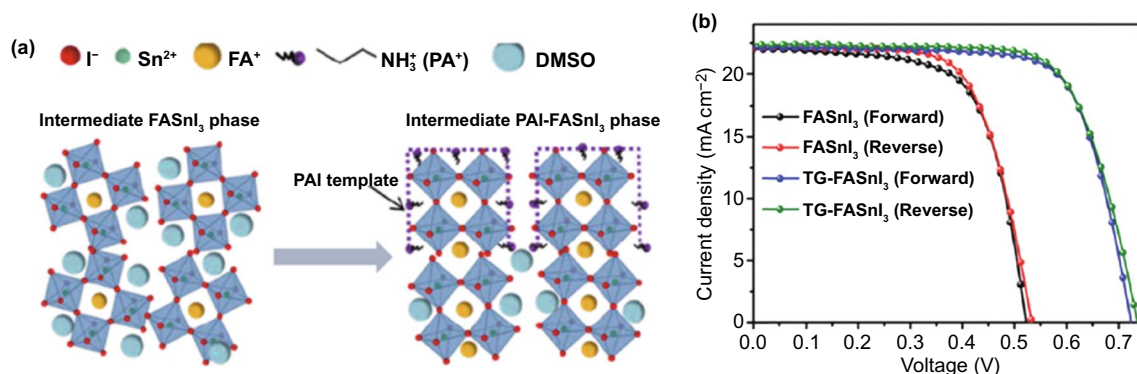 (a)
I⁻ Sn²⁺ FA⁺ NH₃⁺ (PA⁺) DMSO
Intermediate FASnI₃ phase
Intermediate PAI-FASnI₃ phase
PAI template
(b)
Current density (mA cm⁻²)
20
15
10
5
0
FASnI₃ (Forward)
FASnI₃ (Reverse)
TG-FASnI₃ (Forward)
TG-FASnI₃ (Reverse)
0.0 0.1 0.2 0.3 0.4 0.5 0.6 0.7
Voltage (V)